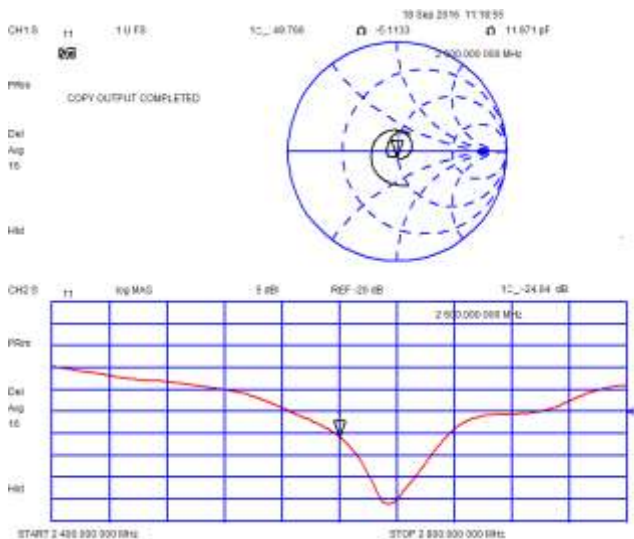 18 Sep 2016 11:18:55
CH1 S 11 1 U FS 1: 49.766 Ω -5.1133 Ω 11.971 pF
2 600.000 000 MHz
PRm
COPY OUTPUT COMPLETED
Del
Avg
16
Hld
CH2 S 11 log MAG 5 dB REF -20 dB 1: -24.84 dB
2 600.000 000 MHz
PRm
Del
Avg
16
Hld
START 2 400.000 000 MHz STOP 2 800.000 000 MHz